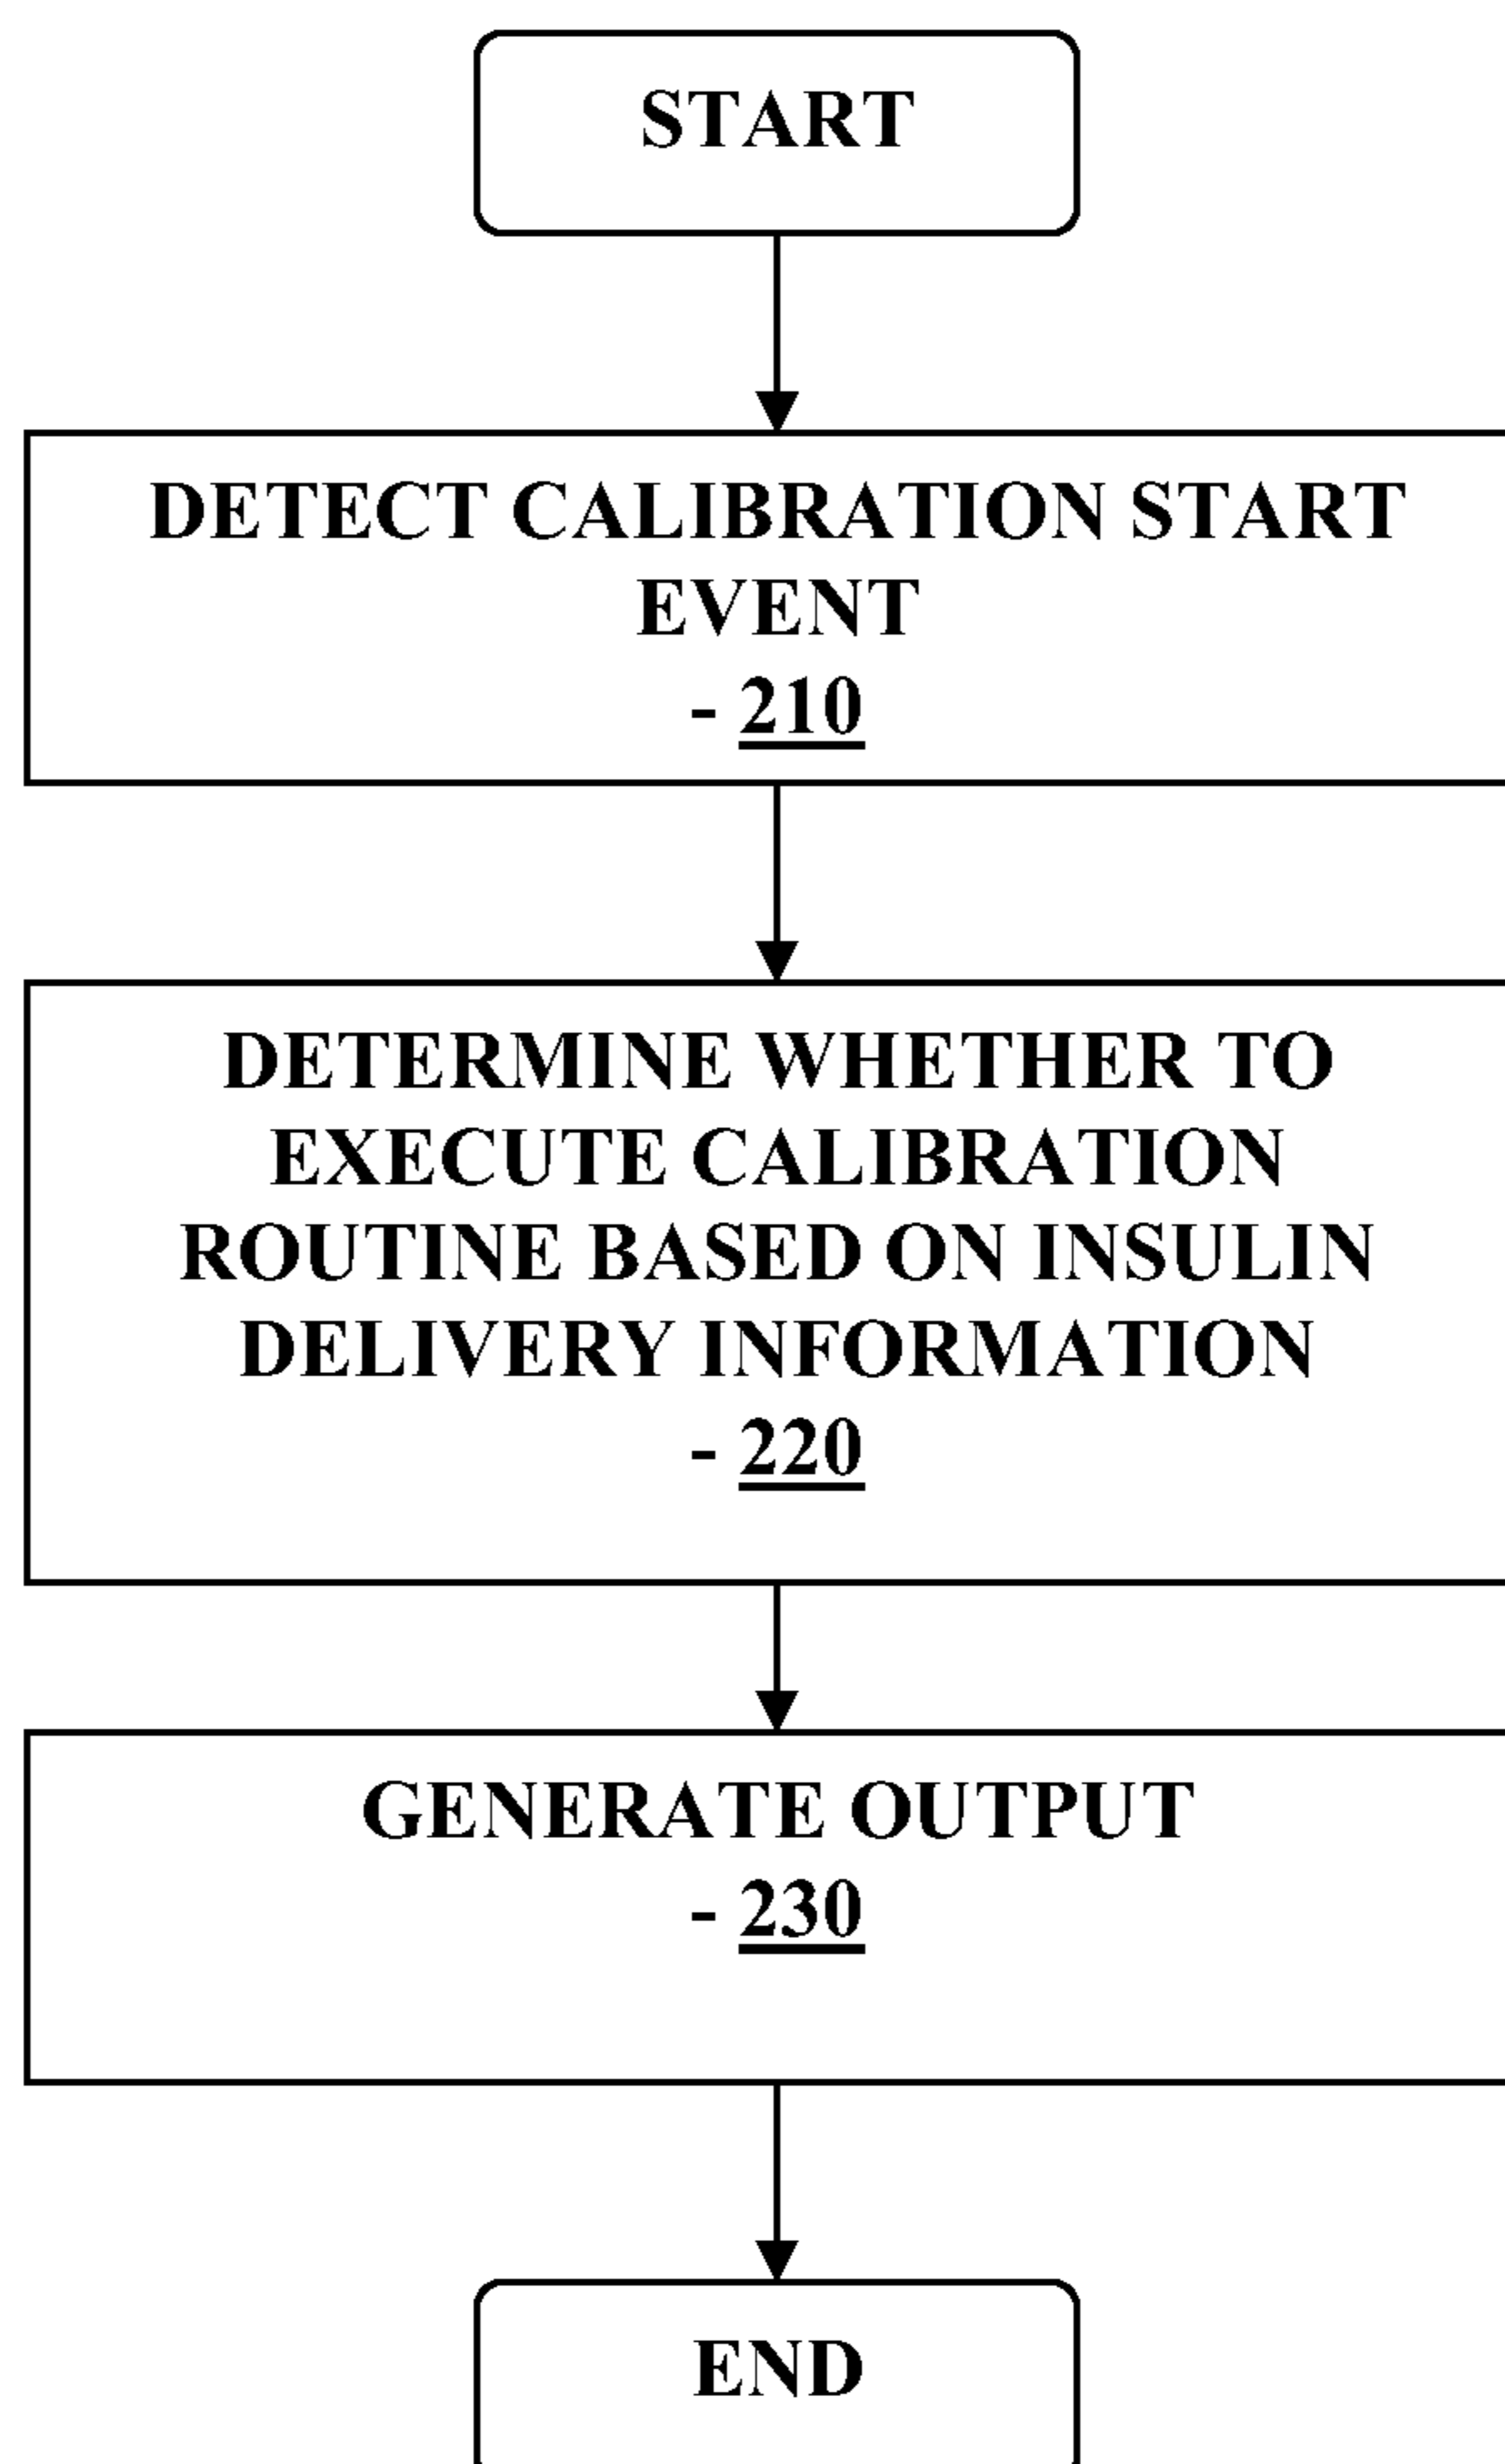 START
DETECT CALIBRATION START
EVENT
- 210
DETERMINE WHETHER TO
EXECUTE CALIBRATION
ROUTINE BASED ON INSULIN
DELIVERY INFORMATION
- 220
GENERATE OUTPUT
- 230
END